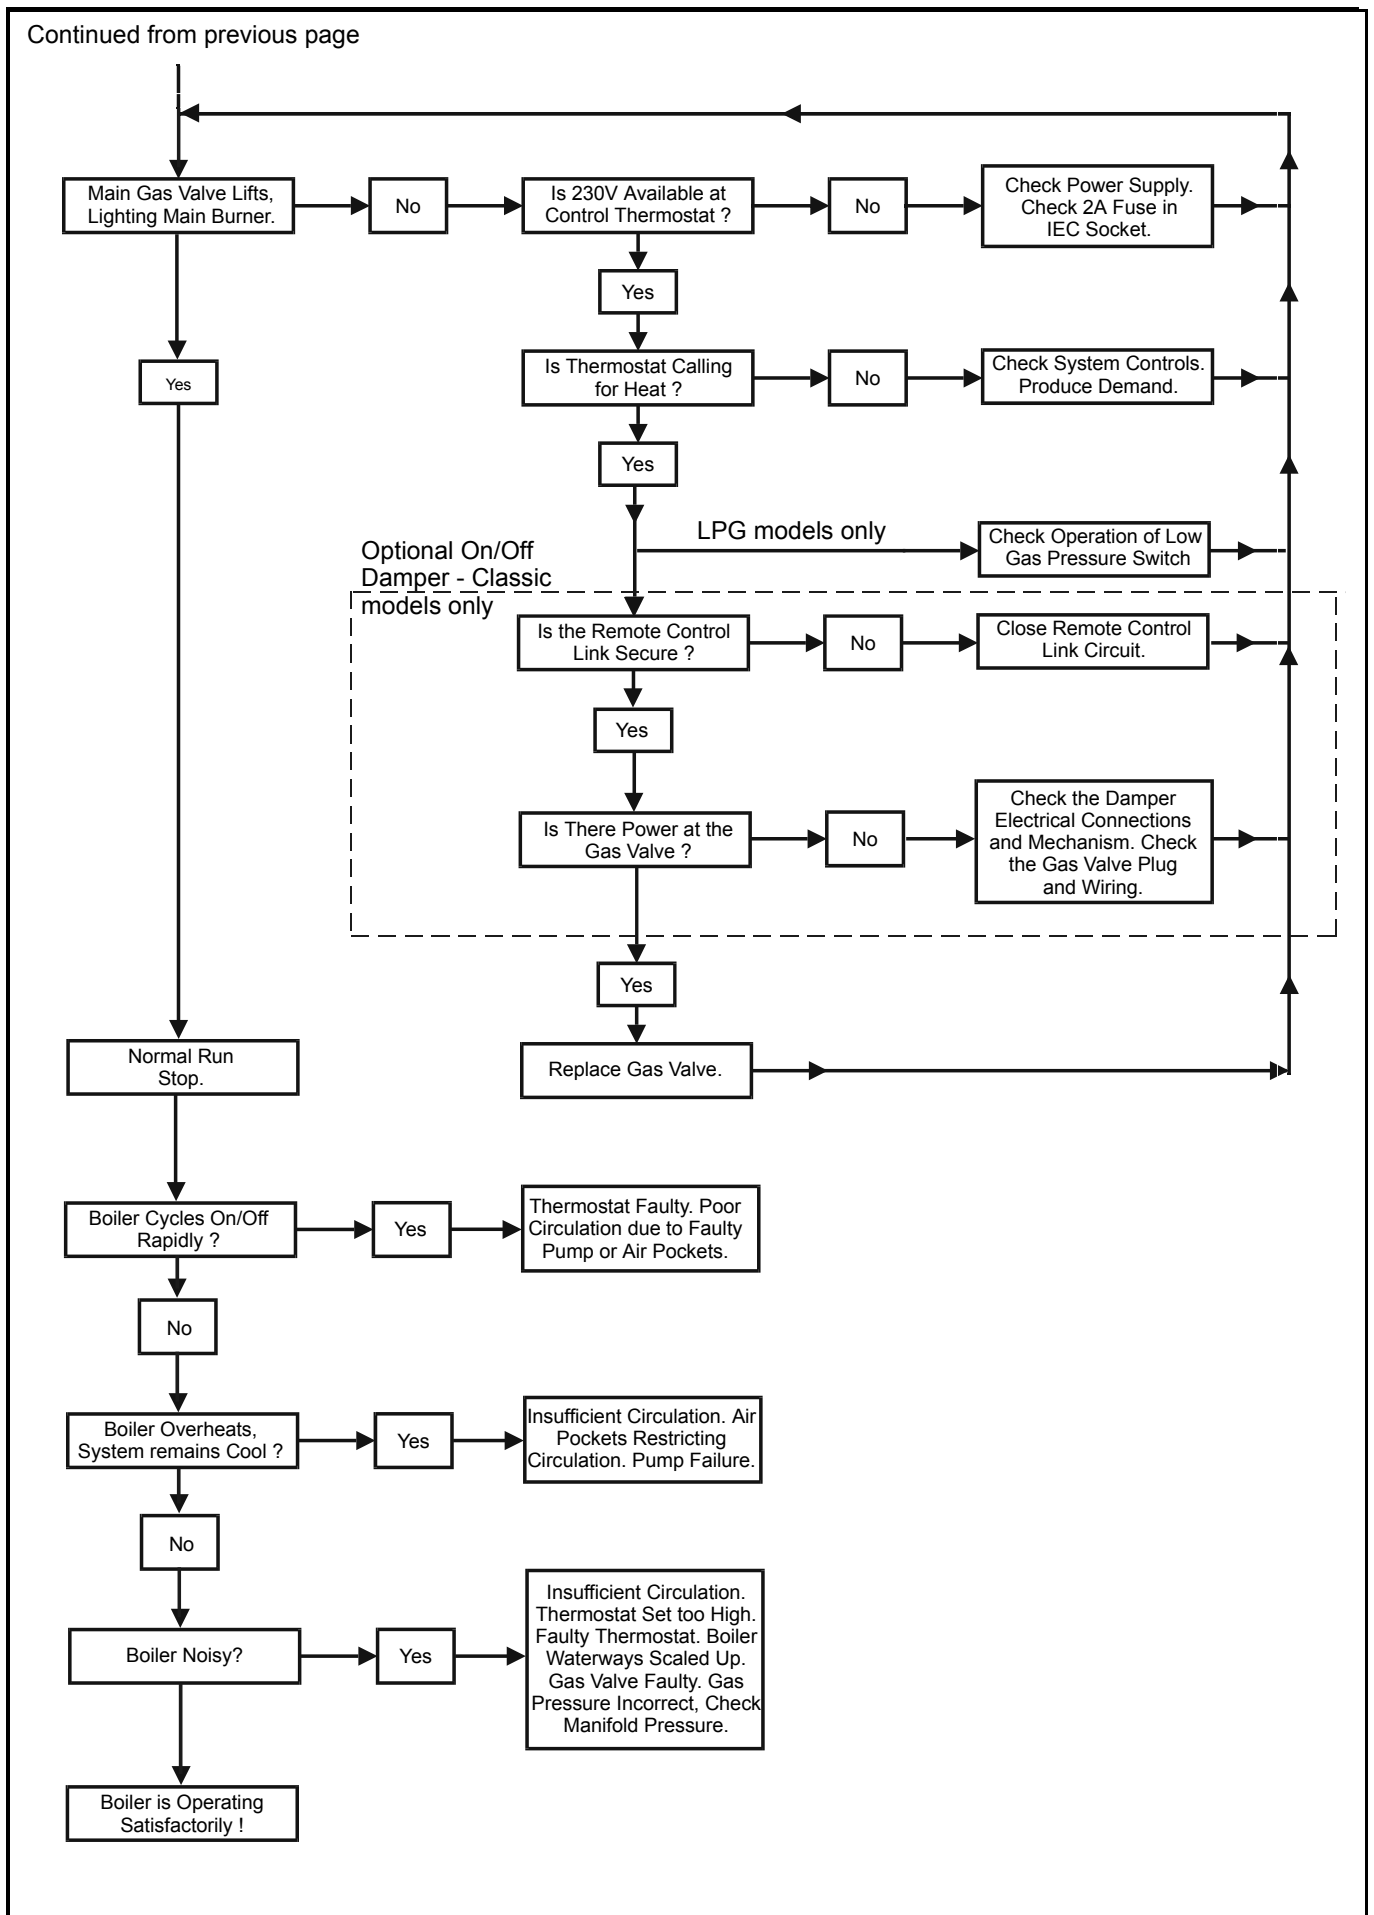 Continued from previous page
Main Gas Valve Lifts,
Lighting Main Burner.
No
Is 230V Available at
Control Thermostat ?
No
Check Power Supply.
Check 2A Fuse in
IEC Socket.
Yes
Yes
Is Thermostat Calling
for Heat ?
No
Check System Controls.
Produce Demand.
Yes
LPG models only
Check Operation of Low
Gas Pressure Switch
Optional On/Off
Damper - Classic
models only
Is the Remote Control
Link Secure ?
No
Close Remote Control
Link Circuit.
Yes
Is There Power at the
Gas Valve ?
No
Check the Damper
Electrical Connections
and Mechanism. Check
the Gas Valve Plug
and Wiring.
Yes
Replace Gas Valve.
Normal Run
Stop.
Boiler Cycles On/Off
Rapidly ?
Yes
Thermostat Faulty. Poor
Circulation due to Faulty
Pump or Air Pockets.
No
Boiler Overheats,
System remains Cool ?
Yes
Insufficient Circulation. Air
Pockets Restricting
Circulation. Pump Failure.
No
Boiler Noisy?
Yes
Insufficient Circulation.
Thermostat Set too High.
Faulty Thermostat. Boiler
Waterways Scaled Up.
Gas Valve Faulty. Gas
Pressure Incorrect, Check
Manifold Pressure.
Boiler is Operating
Satisfactorily !